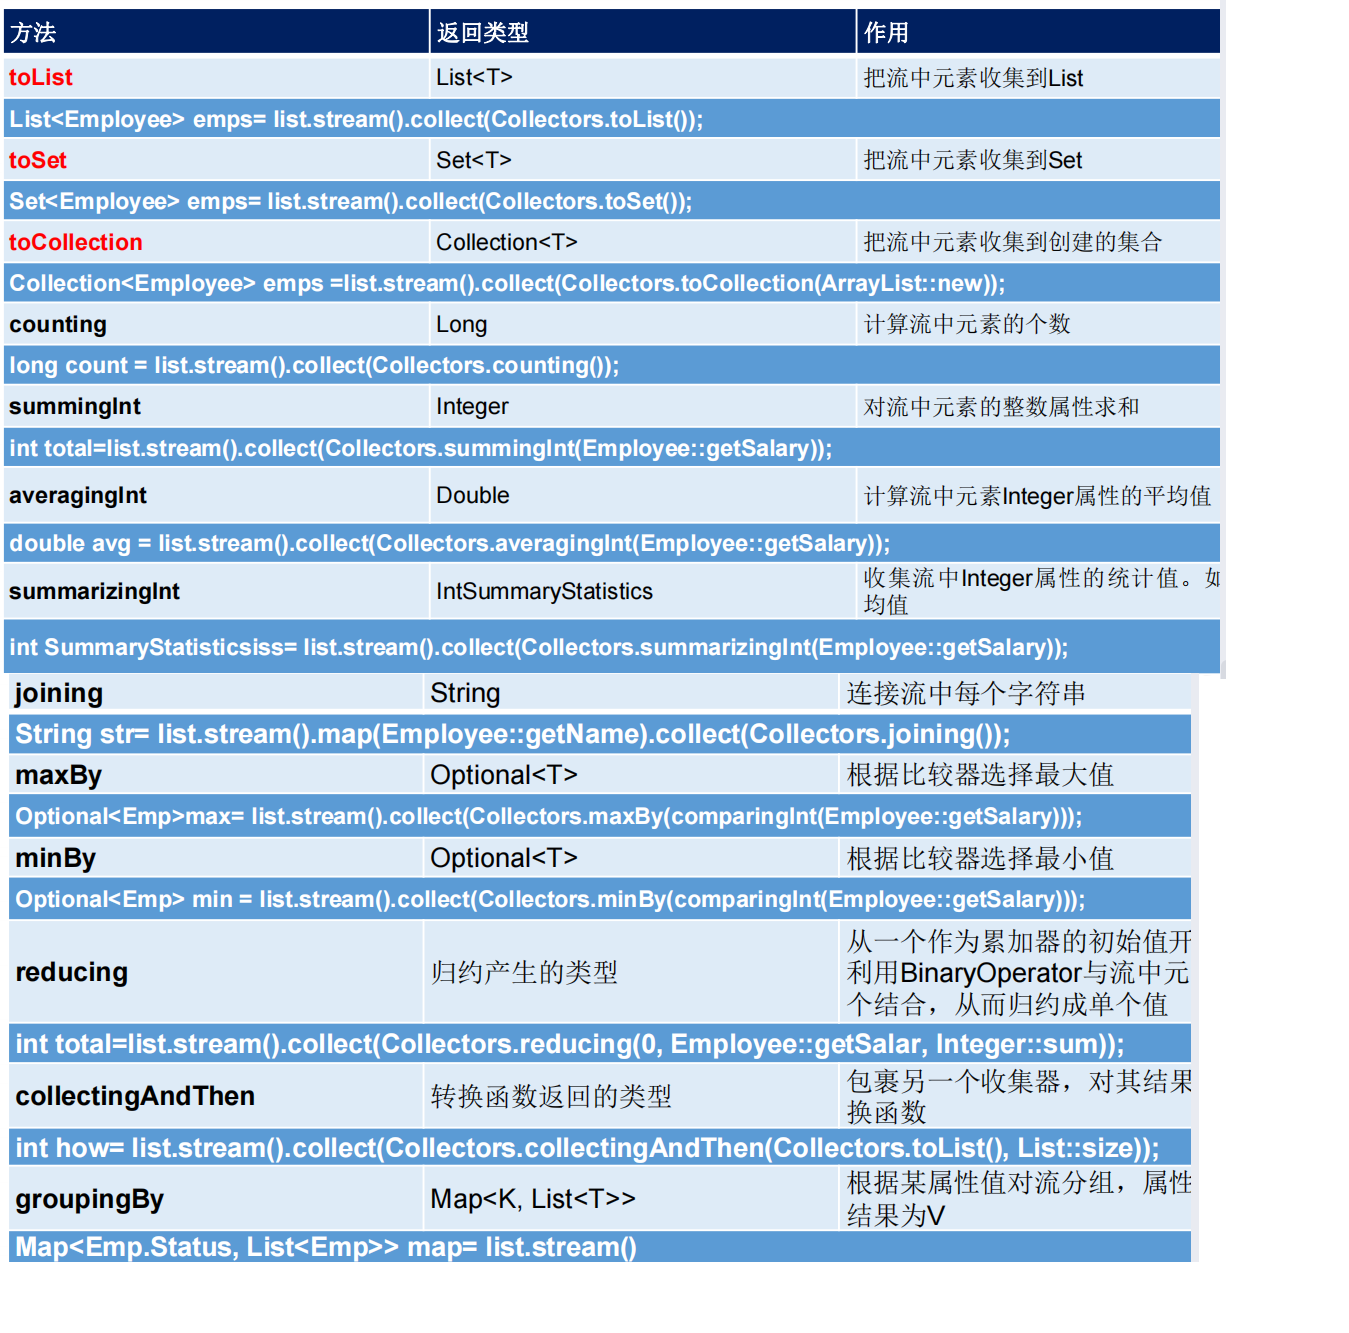 方法 返回类型 作用
toList List<T> 把流中元素收集到List
List<Employee> emps= list.stream().collect(Collectors.toList());
toSet Set<T> 把流中元素收集到Set
Set<Employee> emps= list.stream().collect(Collectors.toSet());
toCollection Collection<T> 把流中元素收集到创建的集合
Collection<Employee> emps =list.stream().collect(Collectors.toCollection(ArrayList::new));
counting Long 计算流中元素的个数
long count = list.stream().collect(Collectors.counting());
summingInt Integer 对流中元素的整数属性求和
int total=list.stream().collect(Collectors.summingInt(Employee::getSalary));
averagingInt Double 计算流中元素Integer属性的平均值
double avg = list.stream().collect(Collectors.averagingInt(Employee::getSalary));
summarizingInt IntSummaryStatistics 收集流中Integer属性的统计值。如
均值
int SummaryStatisticsiss= list.stream().collect(Collectors.summarizingInt(Employee::getSalary));
joining String 连接流中每个字符串
String str= list.stream().map(Employee::getName).collect(Collectors.joining());
maxBy Optional<T> 根据比较器选择最大值
Optional<Emp>max= list.stream().collect(Collectors.maxBy(comparingInt(Employee::getSalary)));
minBy Optional<T> 根据比较器选择最小值
Optional<Emp> min = list.stream().collect(Collectors.minBy(comparingInt(Employee::getSalary)));
从一个作为累加器的初始值开
reducing 归约产生的类型 利用BinaryOperator与流中元
个结合，从而归约成单个值
int total=list.stream().collect(Collectors.reducing(0, Employee::getSalar, Integer::sum));
collectingAndThen 转换函数返回的类型 包裹另一个收集器，对其结果
换函数
int how= list.stream().collect(Collectors.collectingAndThen(Collectors.toList(), List::size));
groupingBy Map<K, List<T>> 根据某属性值对流分组，属性
结果为V
Map<Emp.Status, List<Emp>> map= list.stream()